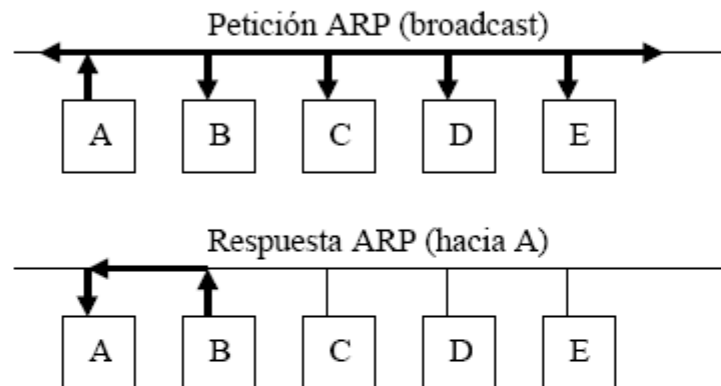 Petición ARP (broadcast)
A B C D E
Respuesta ARP (hacia A)
A B C D E